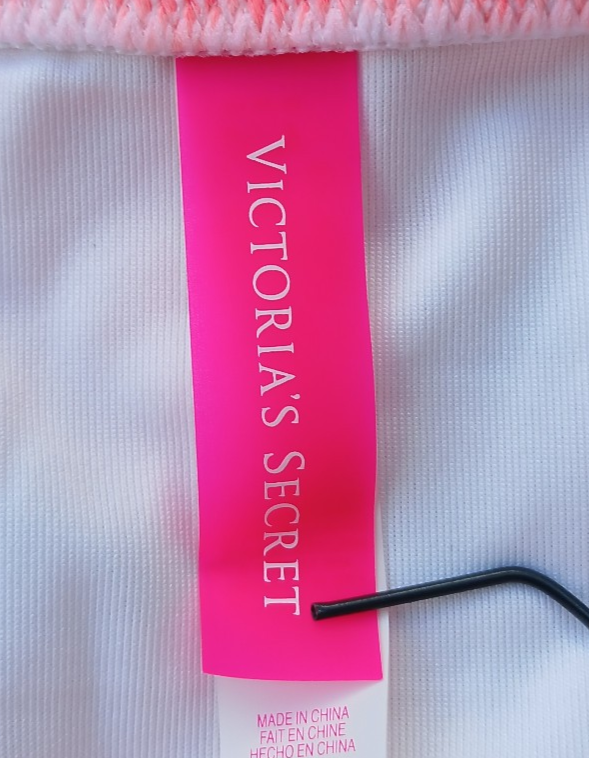 VICTORIA'S SECRET
MADE IN CHINA
FAIT EN CHINE
HECHO EN CHINA